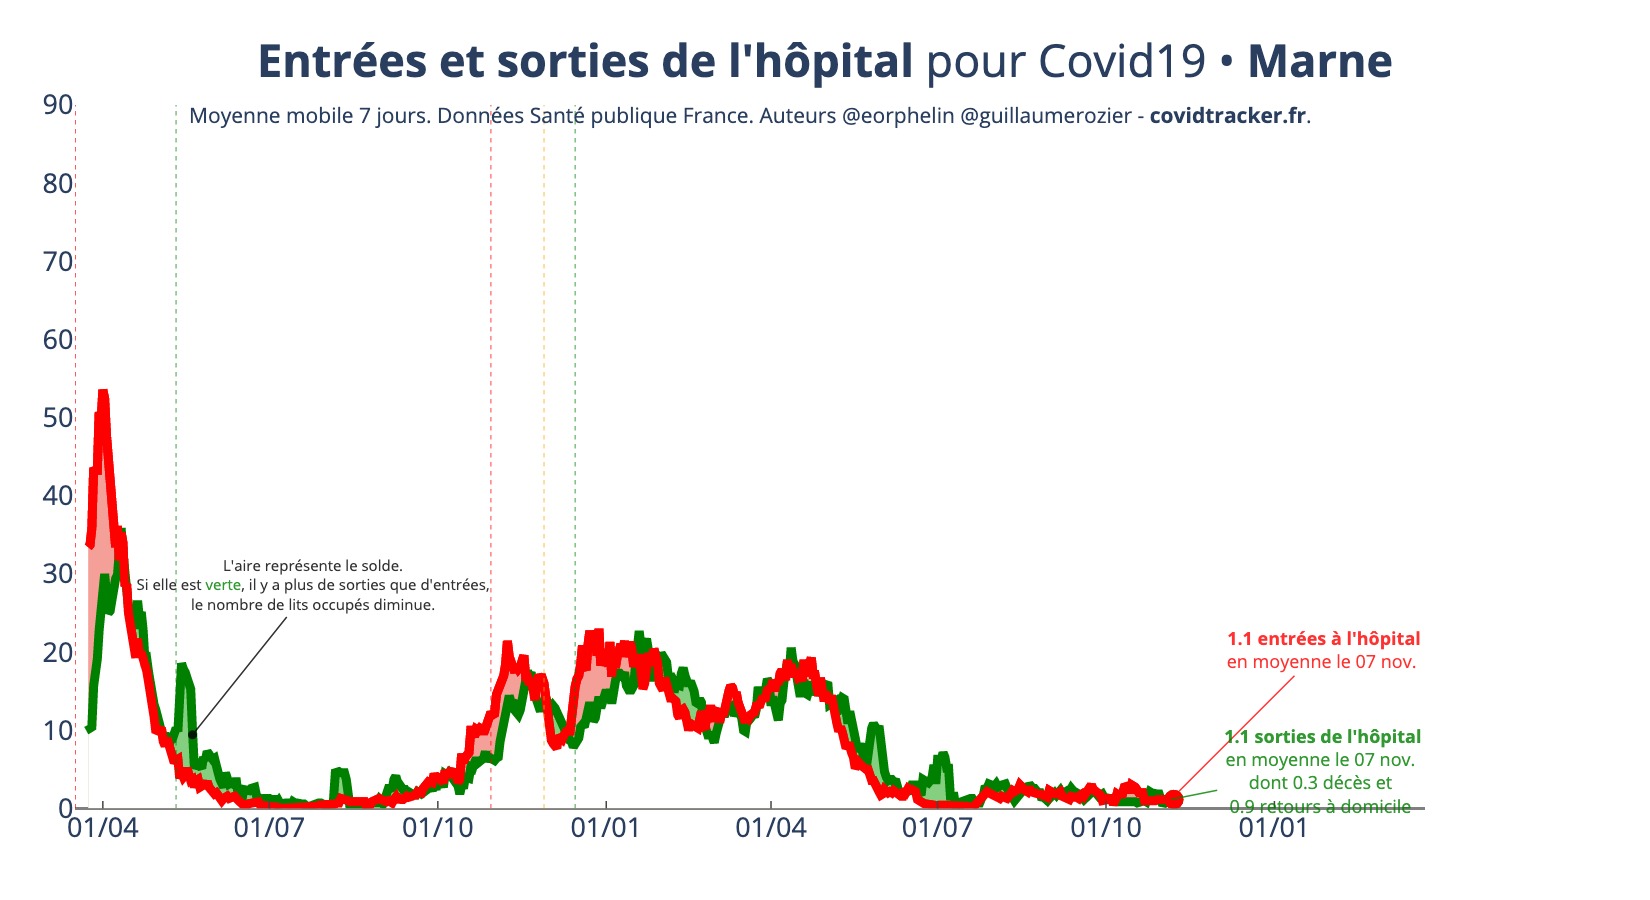 Entrées et sorties de l'hôpital pour Covid19 • Marne
Moyenne mobile 7 jours. Données Santé publique France. Auteurs @eorphelin @guillaumerozier - covidtracker.fr.
90
80
70
60
50
40
30
20
10
0
L'aire représente le solde.
Si elle est verte, il y a plus de sorties que d'entrées,
le nombre de lits occupés diminue.
1.1 entrées à l'hôpital
en moyenne le 07 nov.
1.1 sorties de l'hôpital
en moyenne le 07 nov.
dont 0.3 décès et
0.9 retours à domicile
01/04 01/07 01/10 01/01 01/04 01/07 01/10 01/01